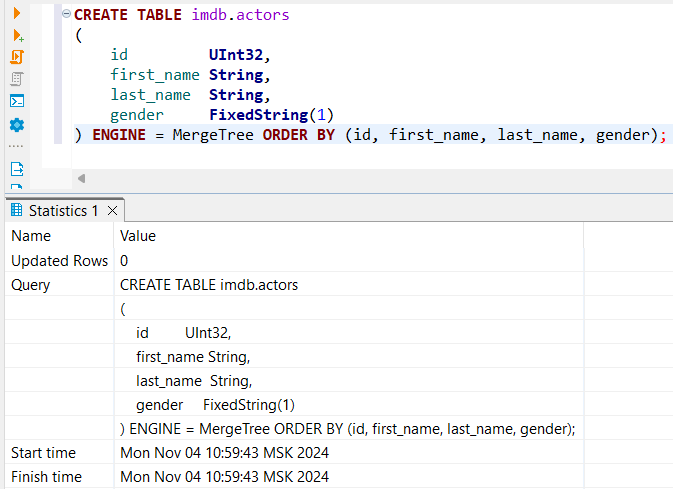 CREATE TABLE imdb.actors
(
id UInt32,
first_name String,
last_name String,
gender FixedString(1)
) ENGINE = MergeTree ORDER BY (id, first_name, last_name, gender);
Statistics 1
Name Value
Updated Rows 0
Query CREATE TABLE imdb.actors
(
id UInt32,
first_name String,
last_name String,
gender FixedString(1)
) ENGINE = MergeTree ORDER BY (id, first_name, last_name, gender);
Start time Mon Nov 04 10:59:43 MSK 2024
Finish time Mon Nov 04 10:59:43 MSK 2024